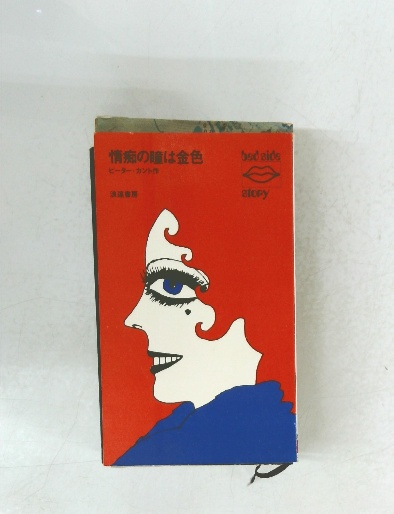 情痴の瞳は金色
ピーター・カント作
浪速書房
bed side
story